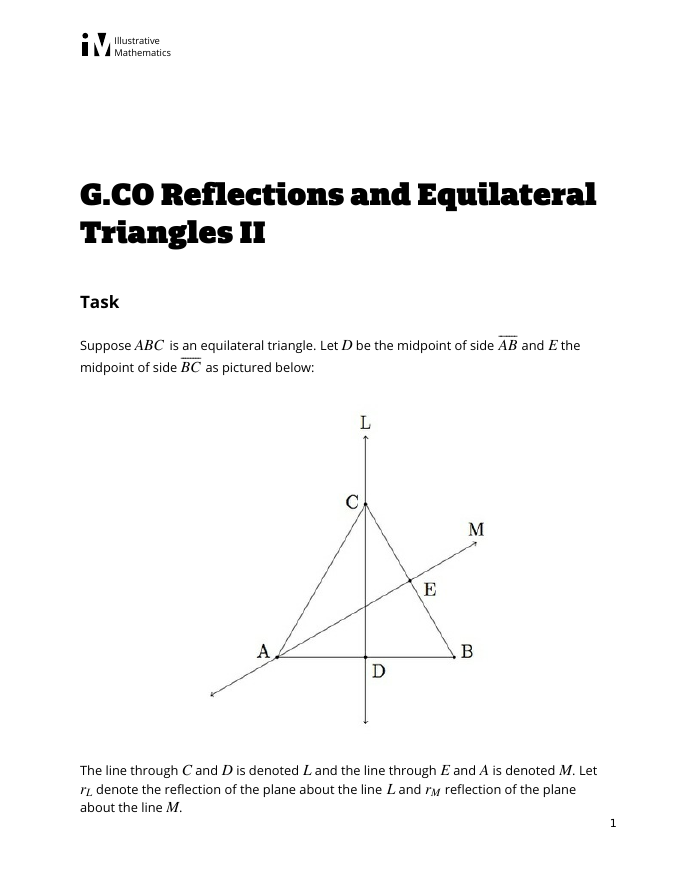 Illustrative
Mathematics
G.CO Reflections and Equilateral
Triangles II
Task
Suppose ABC is an equilateral triangle. Let D be the midpoint of side AB and E the
midpoint of side BC as pictured below:
L
C
M
E
A
B
D
The line through C and D is denoted L and the line through E and A is denoted M. Let
r_L denote the reflection of the plane about the line L and r_M reflection of the plane
about the line M.
1